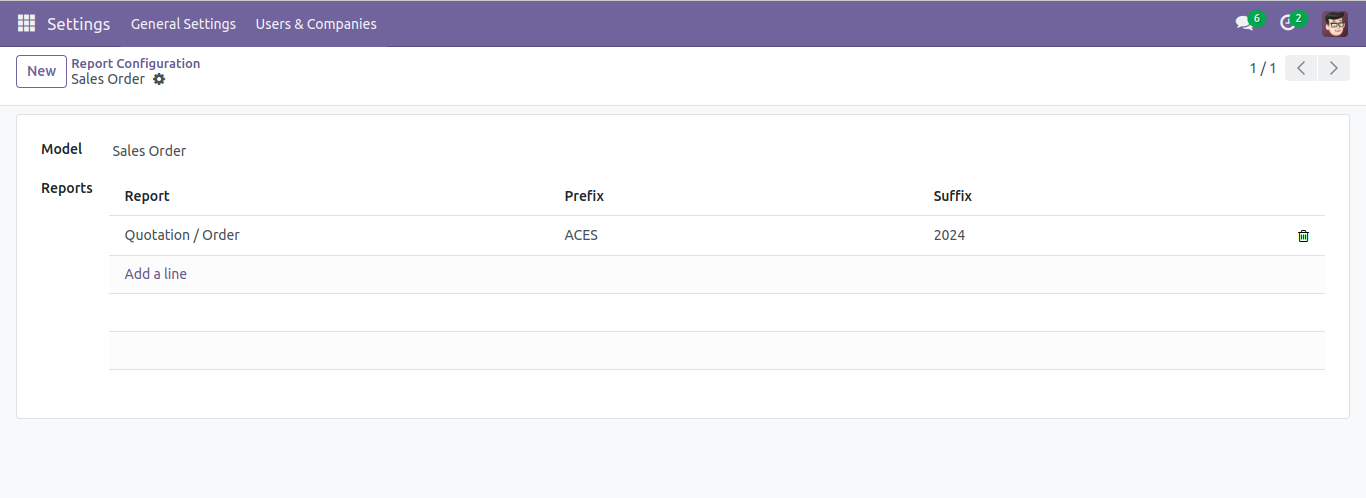 Settings General Settings Users & Companies 6 2
New Report Configuration
Sales Order 1 / 1
Model Sales Order
Reports Report Prefix Suffix
Quotation / Order ACES 2024
Add a line